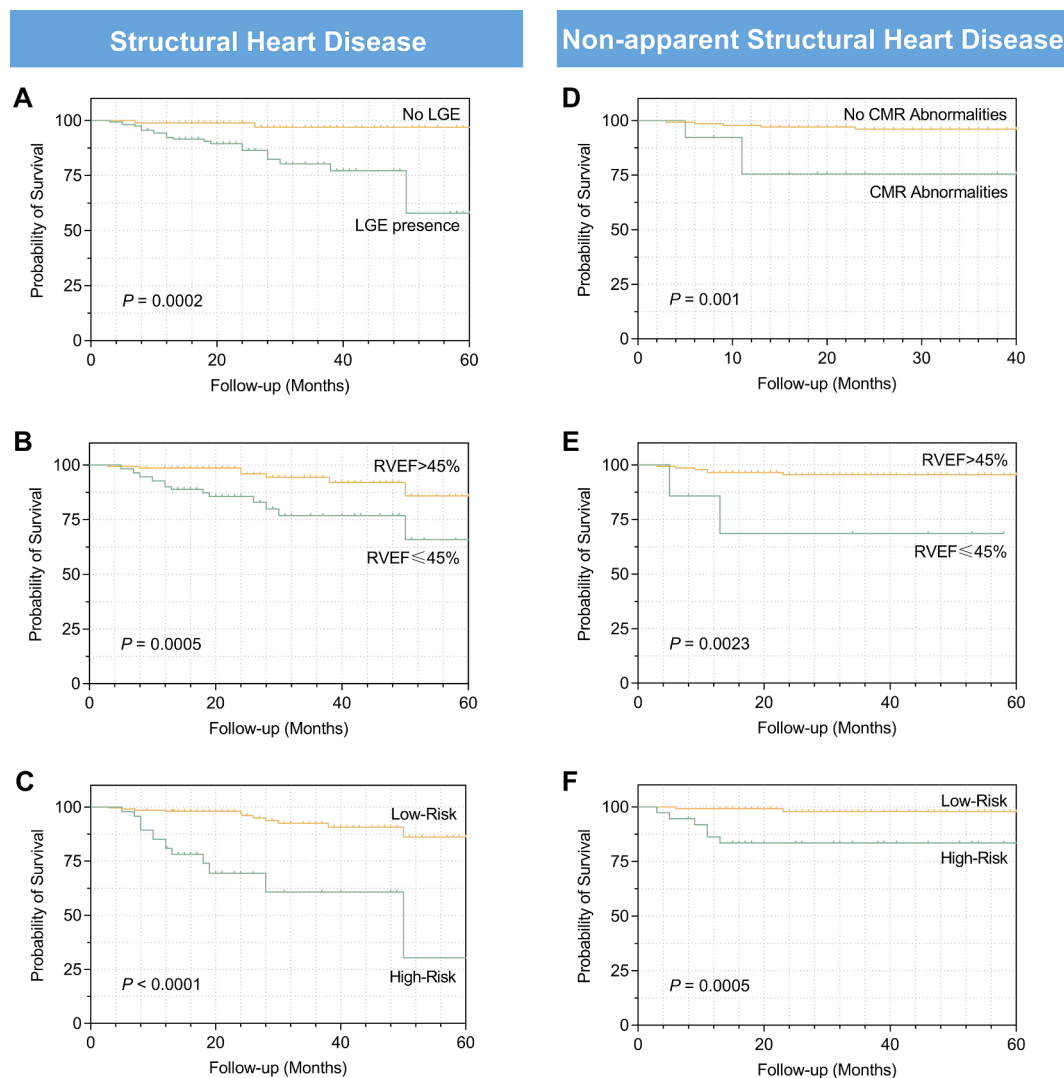 Structural Heart Disease
Non-apparent Structural Heart Disease
A
Probability of Survival
100
75
50
25
0
No LGE
LGE presence
P = 0.0002
0 20 40 60
Follow-up (Months)
D
Probability of Survival
100
75
50
25
0
No CMR Abnormalities
CMR Abnormalities
P = 0.001
0 10 20 30 40
Follow-up (Months)
B
Probability of Survival
100
75
50
25
0
RVEF>45%
RVEF⩽45%
P = 0.0005
0 20 40 60
Follow-up (Months)
E
Probability of Survival
100
75
50
25
0
RVEF>45%
RVEF⩽45%
P = 0.0023
0 20 40 60
Follow-up (Months)
C
Probability of Survival
100
75
50
25
0
Low-Risk
High-Risk
P < 0.0001
0 20 40 60
Follow-up (Months)
F
Probability of Survival
100
75
50
25
0
Low-Risk
High-Risk
P = 0.0005
0 20 40 60
Follow-up (Months)